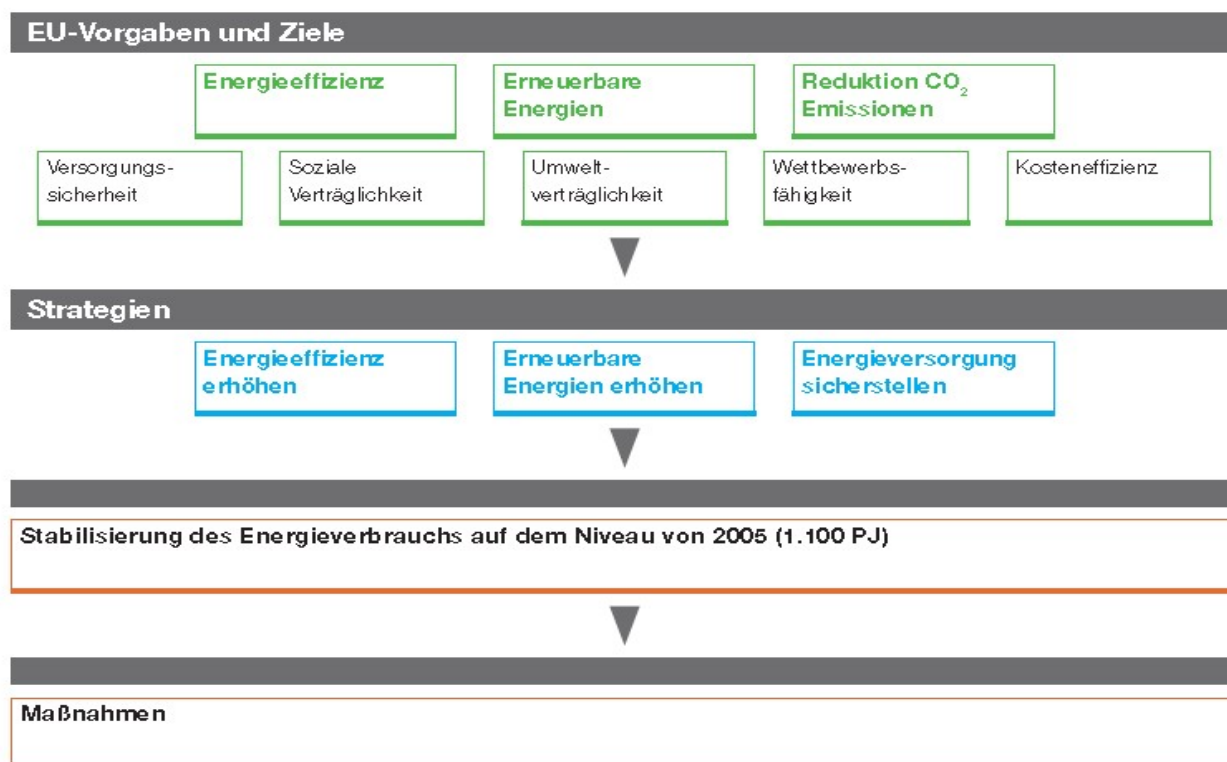 EU-Vorgaben und Ziele
Energieeffizienz
Erneuerbare
Energien
Reduktion CO₂
Emissionen
Versorgungs-
sicherheit
Soziale
Verträglichkeit
Umwelt-
verträglichkeit
Wettbewerbs-
fähigkeit
Kosteneffizienz
Strategien
Energieeffizienz
erhöhen
Erneuerbare
Energien erhöhen
Energieversorgung
sicherstellen
Stabilisierung des Energieverbrauchs auf dem Niveau von 2005 (1.100 PJ)
Maßnahmen